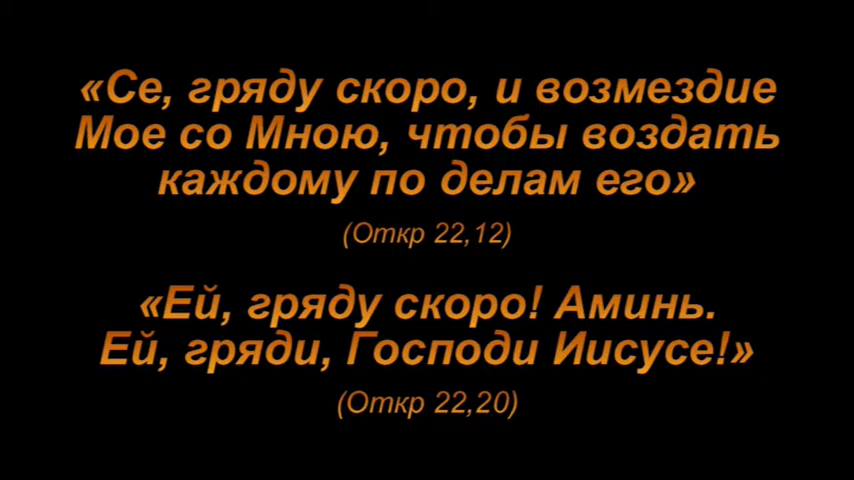 «Се, гряду скоро, и возмездие
Мое со Мною, чтобы воздать
каждому по делам его»
(Откр 22,12)
«Ей, гряду скоро! Аминь.
Ей, гряди, Господи Иисусе!»
(Откр 22,20)